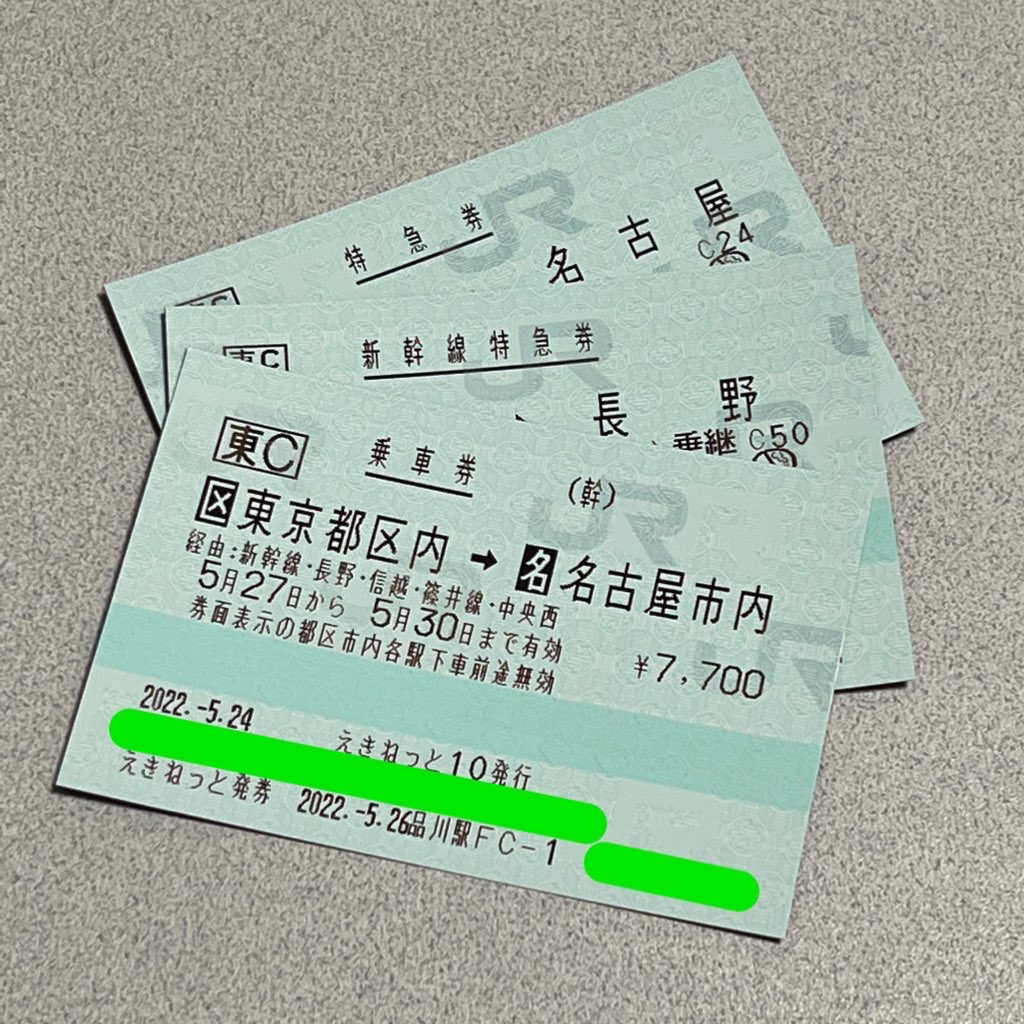 特急券
JR
名古屋
C24
東C
新幹線特急券
JR
長野
乗継 C50
東C
乗車券
(幹)
JR
区東京都区内 → 名名古屋市内
経由:新幹線・長野・信越・篠井線・中央西
5月27日から 5月30日まで有効
¥7,700
券面表示の都区市内各駅下車前途無効
2022.-5.24
えきねっと10発行
えきねっと発券 2022.-5.26品川駅FC-1